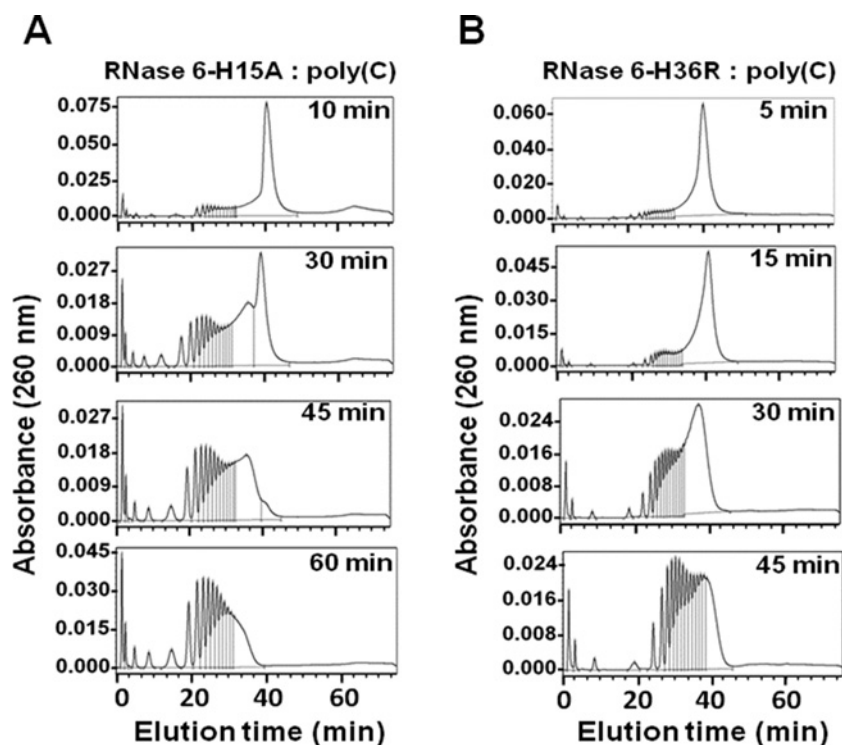 A
RNase 6-H15A : poly(C)
10 min
0.075
0.050
0.025
0.000
30 min
0.027
0.018
0.009
0.000
45 min
0.027
0.018
0.009
0.000
60 min
0.045
0.030
0.015
0.000
0 20 40 60
Absorbance (260 nm)
Elution time (min)
B
RNase 6-H36R : poly(C)
5 min
0.060
0.040
0.020
0.000
15 min
0.045
0.030
0.015
0.000
30 min
0.024
0.016
0.008
0.000
45 min
0.024
0.016
0.008
0.000
0 20 40 60
Absorbance (260 nm)
Elution time (min)